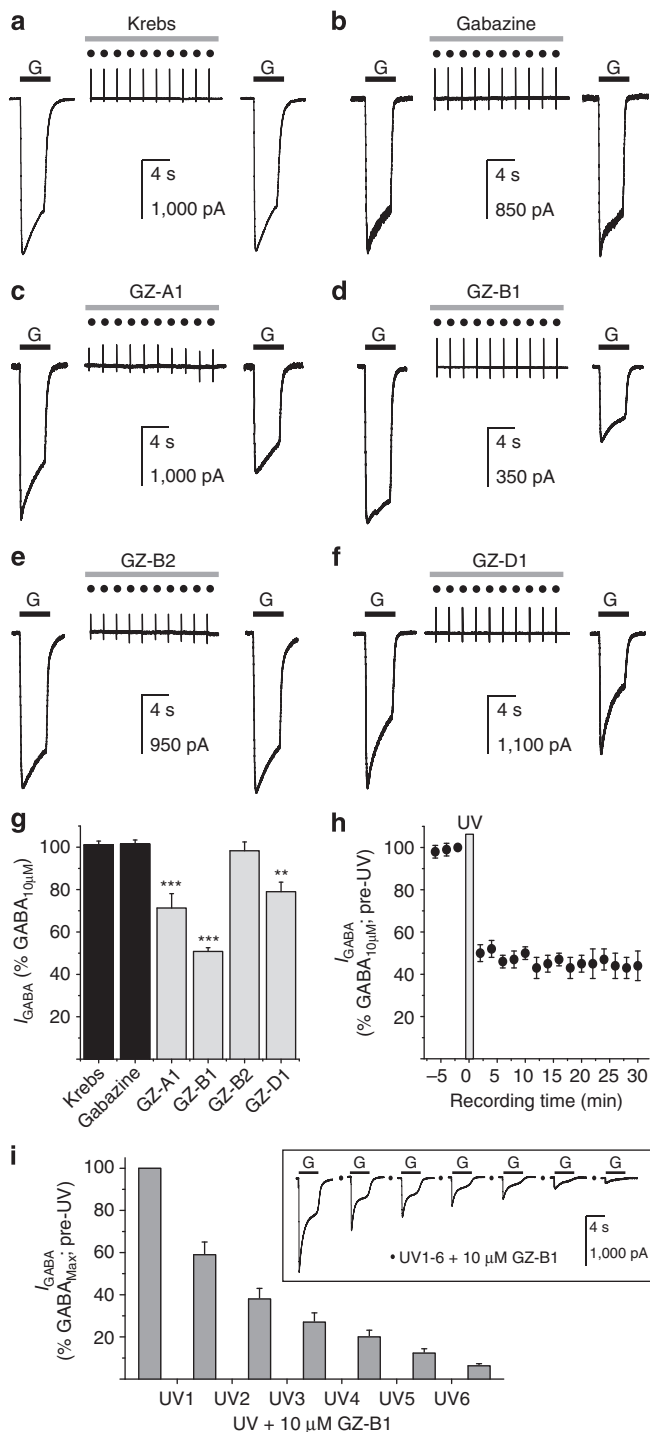 a
Krebs
G
G
4 s
1,000 pA
b
Gabazine
G
G
4 s
850 pA
c
GZ-A1
G
G
4 s
1,000 pA
d
GZ-B1
G
G
4 s
350 pA
e
GZ-B2
G
G
4 s
950 pA
f
GZ-D1
G
G
4 s
1,100 pA
g
I GABA (% GABA10μM)
100
80
60
40
20
***
***
**
Krebs
Gabazine
GZ-A1
GZ-B1
GZ-B2
GZ-D1
h
UV
I GABA
(% GABA10μM; pre-UV)
100
80
60
40
20
−5 0 5 10 15 20 25 30
Recording time (min)
i
I GABA
(% GABAMax; pre-UV)
100
80
60
40
20
G G G G G G G
4 s
1,000 pA
• UV1-6 + 10 μM GZ-B1
UV1 UV2 UV3 UV4 UV5 UV6
UV + 10 μM GZ-B1